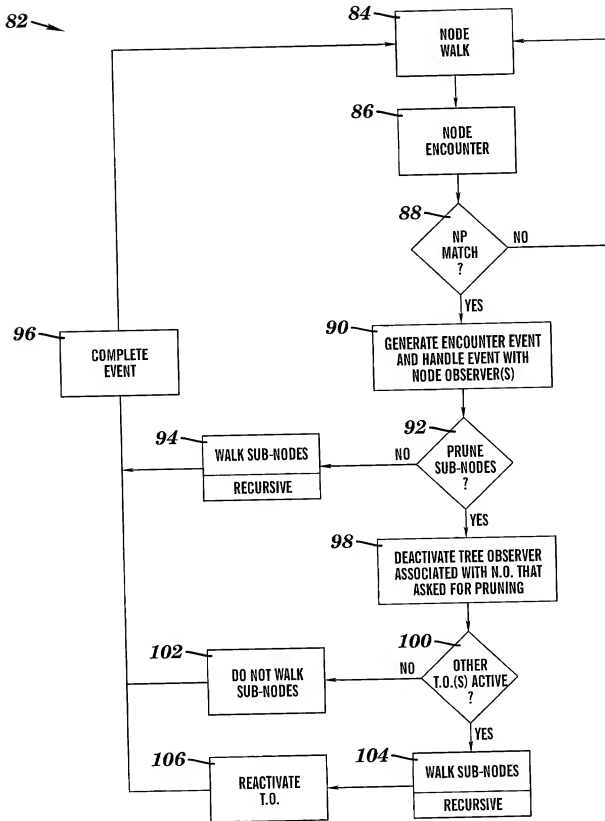 82
84
NODE
WALK
86
NODE
ENCOUNTER
88
NP
MATCH
?
NO
YES
90
GENERATE ENCOUNTER EVENT
AND HANDLE EVENT WITH
NODE OBSERVER(S)
96
COMPLETE
EVENT
92
PRUNE
SUB-NODES
?
NO
YES
94
WALK SUB-NODES
RECURSIVE
98
DEACTIVATE TREE OBSERVER
ASSOCIATED WITH N.O. THAT
ASKED FOR PRUNING
100
OTHER
T.O.(S) ACTIVE
?
NO
YES
102
DO NOT WALK
SUB-NODES
104
WALK SUB-NODES
RECURSIVE
106
REACTIVATE
T.O.